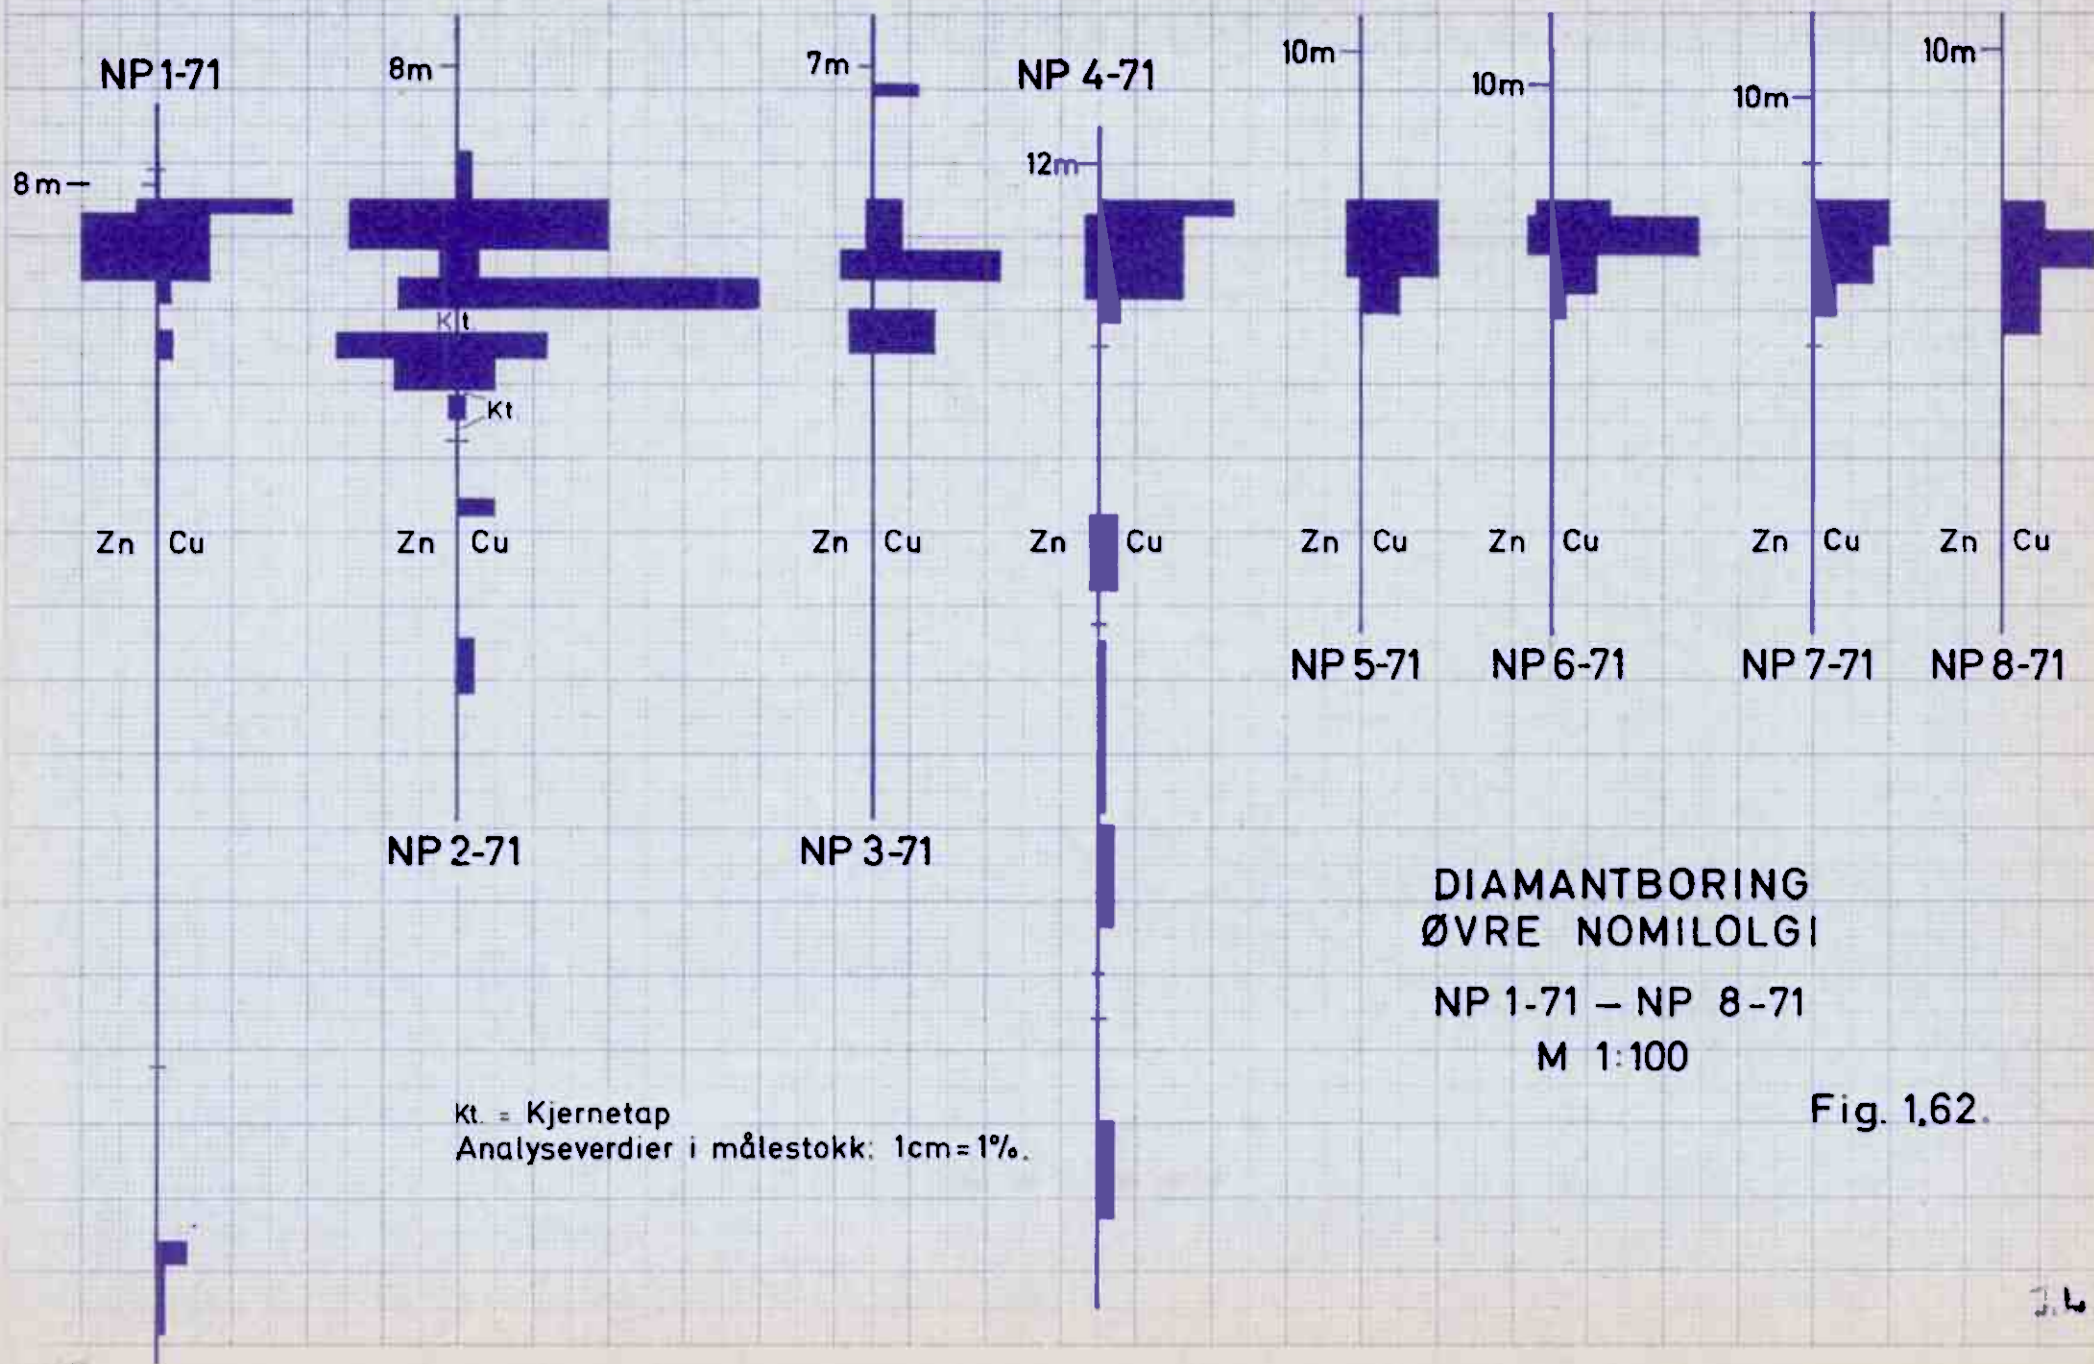 NP 1-71
8m
7m
NP 4-71
10m
10m
10m
10m
8m
12m
Kt.
Kt
Zn Cu
Zn Cu
Zn Cu
Zn Cu
Zn Cu
Zn Cu
Zn Cu
Zn Cu
NP 5-71
NP 6-71
NP 7-71
NP 8-71
NP 2-71
NP 3-71
DIAMANTBORING
ØVRE NOMILOLGI
NP 1-71 – NP 8-71
M 1:100
Kt. = Kjernetap
Analyseverdier i målestokk: 1cm=1%.
Fig. 1,62.